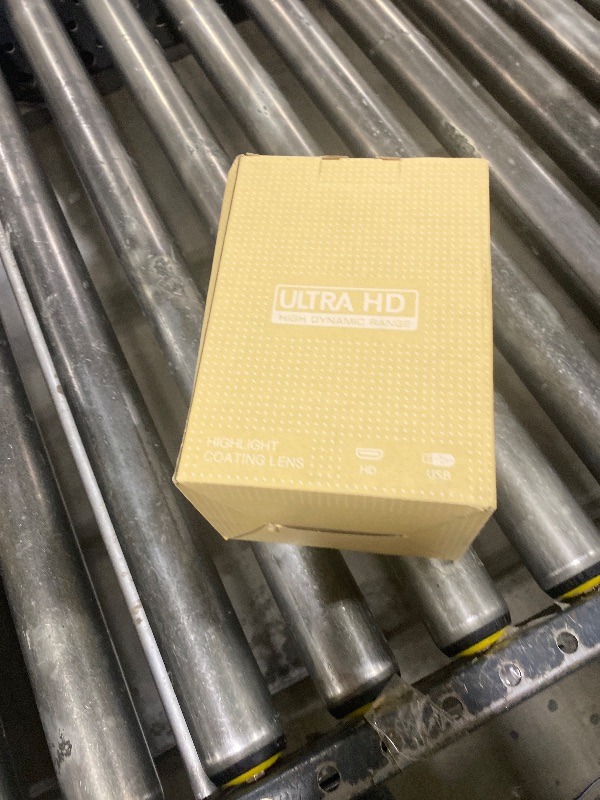 ULTRA HD
HIGH DYNAMIC RANGE
HIGHLIGHT
COATING LENS
HD
USB